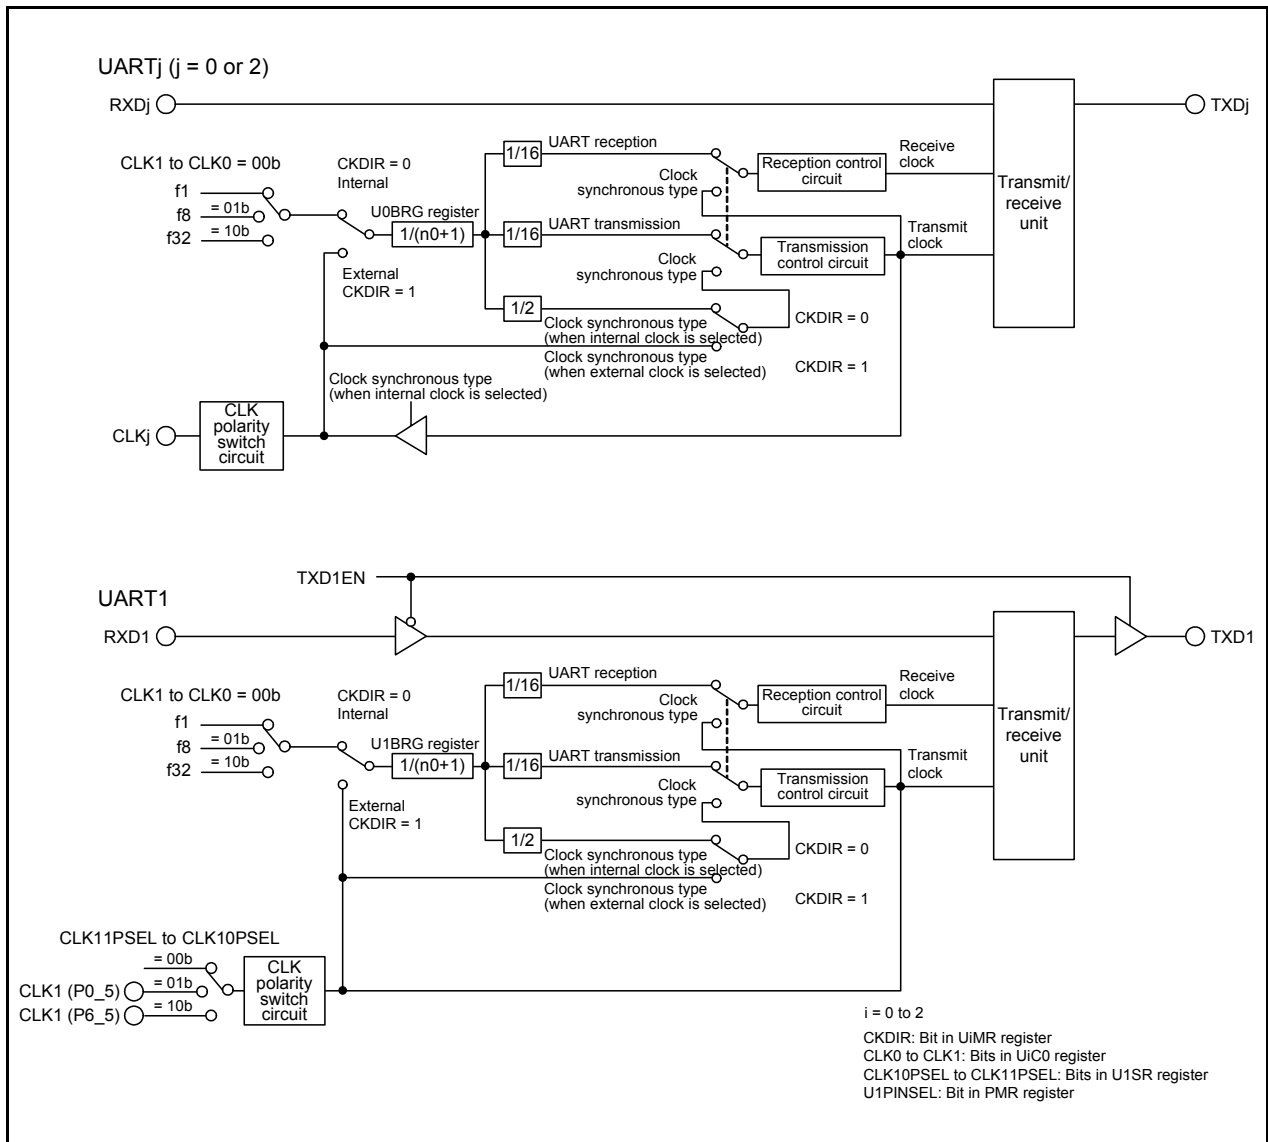 UARTj (j = 0 or 2)
RXDj
TXDj
CLK1 to CLK0 = 00b
f1
f8
= 01b
f32
= 10b
CKDIR = 0
Internal
U0BRG register
1/(n0+1)
External
CKDIR = 1
1/16
UART reception
Clock
synchronous type
1/16
UART transmission
Clock
synchronous type
1/2
Clock synchronous type
(when internal clock is selected)
Clock synchronous type
(when external clock is selected)
CKDIR = 0
CKDIR = 1
Reception control
circuit
Receive
clock
Transmission
control circuit
Transmit
clock
Transmit/
receive
unit
Clock synchronous type
(when internal clock is selected)
CLKj
CLK
polarity
switch
circuit
TXD1EN
UART1
RXD1
TXD1
CLK1 to CLK0 = 00b
f1
f8
= 01b
f32
= 10b
CKDIR = 0
Internal
U1BRG register
1/(n0+1)
External
CKDIR = 1
1/16
UART reception
Clock
synchronous type
1/16
UART transmission
Clock
synchronous type
1/2
Clock synchronous type
(when internal clock is selected)
Clock synchronous type
(when external clock is selected)
CKDIR = 0
CKDIR = 1
Reception control
circuit
Receive
clock
Transmission
control circuit
Transmit
clock
Transmit/
receive
unit
CLK11PSEL to CLK10PSEL
= 00b
CLK1 (P0_5)
= 01b
CLK1 (P6_5)
= 10b
CLK
polarity
switch
circuit
i = 0 to 2
CKDIR: Bit in UiMR register
CLK0 to CLK1: Bits in UiC0 register
CLK10PSEL to CLK11PSEL: Bits in U1SR register
U1PINSEL: Bit in PMR register